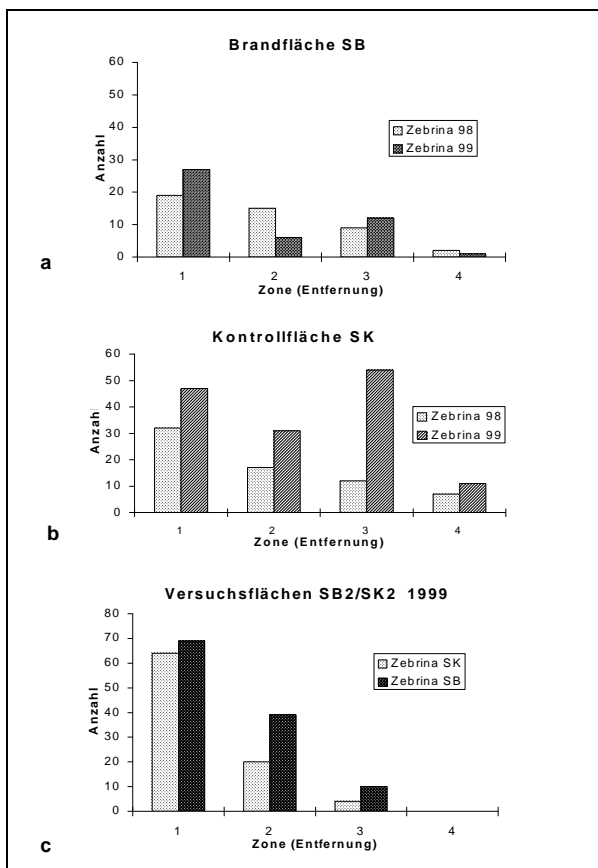 Brandfläche SB
60
50
40
30
20
10
0
Anzahl
Zebrina 98
Zebrina 99
1 2 3 4
Zone (Entfernung)
a
Kontrollfläche SK
60
50
40
30
20
10
0
Anzahl
Zebrina 98
Zebrina 99
1 2 3 4
Zone (Entfernung)
b
Versuchsflächen SB2/SK2 1999
80
70
60
50
40
30
20
10
0
Anzahl
Zebrina SK
Zebrina SB
1 2 3 4
Zone (Entfernung)
c